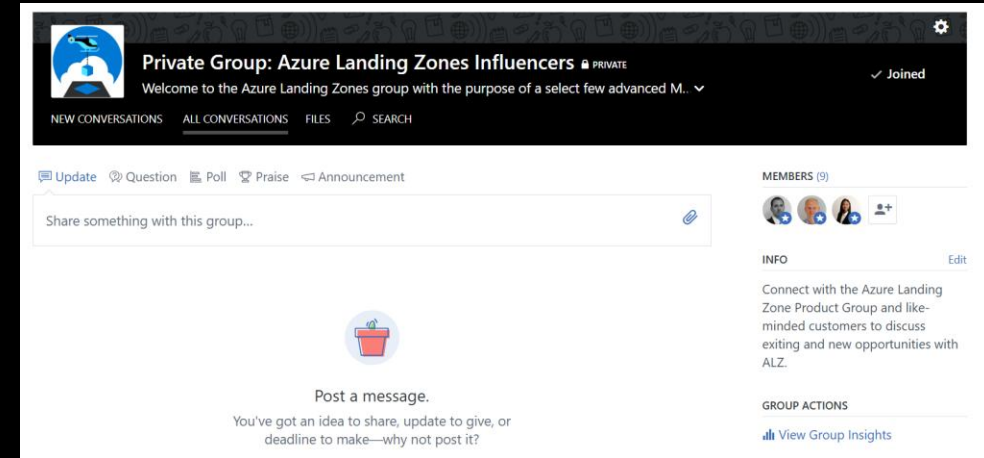 Private Group: Azure Landing Zones Influencers PRIVATE
Welcome to the Azure Landing Zones group with the purpose of a select few advanced M..
Joined
NEW CONVERSATIONS ALL CONVERSATIONS FILES SEARCH
Update Question Poll Praise Announcement
Share something with this group...
Post a message.
You've got an idea to share, update to give, or
deadline to make—why not post it?
MEMBERS (9)
INFO Edit
Connect with the Azure Landing
Zone Product Group and like-
minded customers to discuss
exiting and new opportunities with
ALZ.
GROUP ACTIONS
View Group Insights